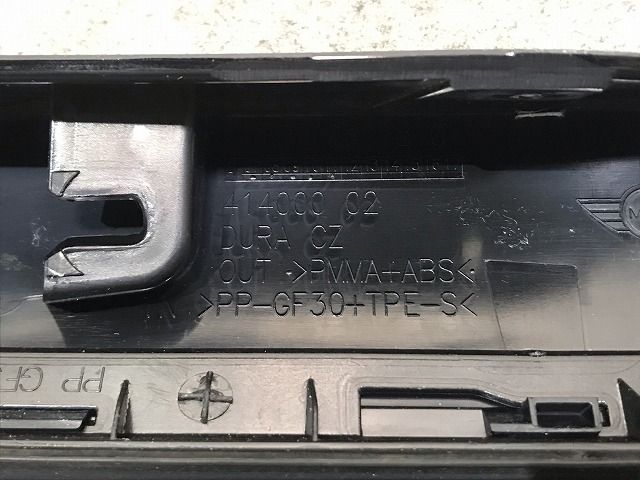 414000 02
DURA CZ
OUT >PMMA+ABS<
IN >PP-GF30+TPE-S<
PP GF